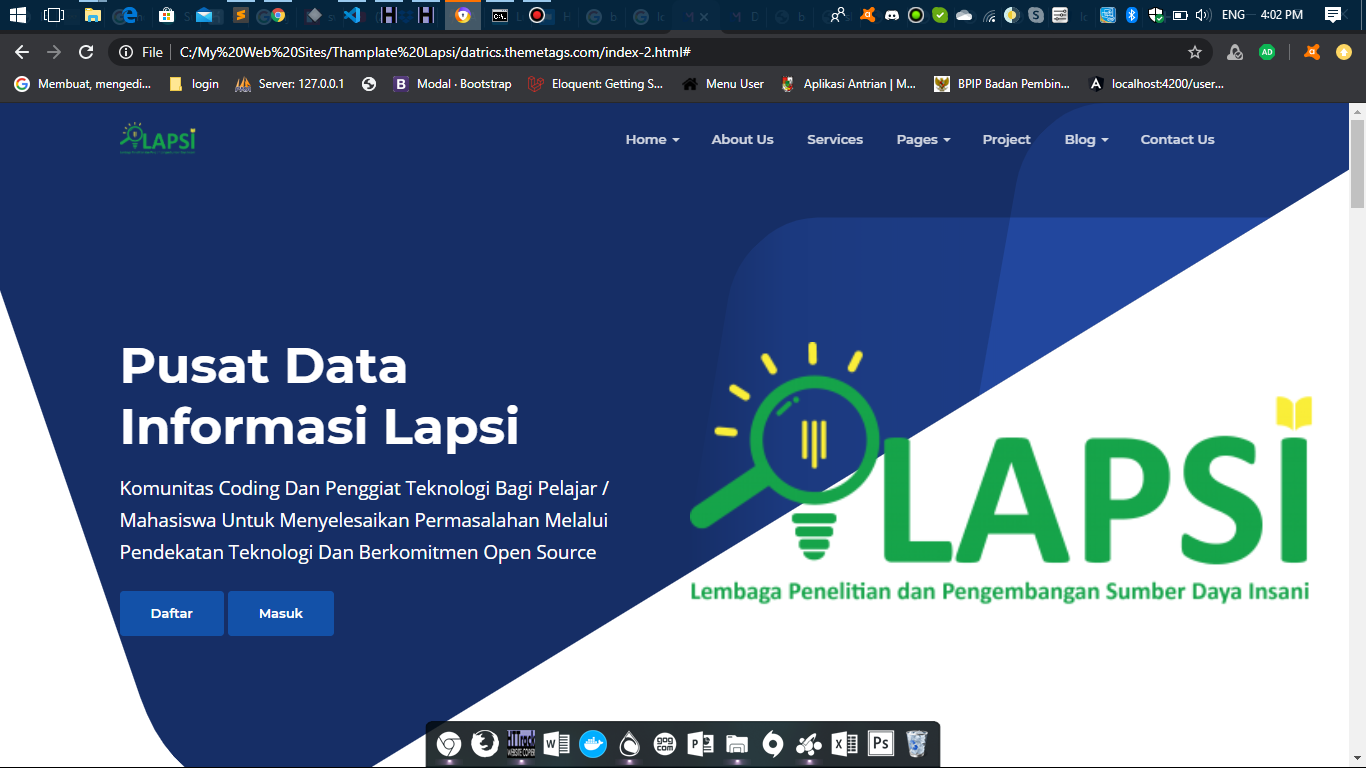 ENG
4:02 PM
File
C:/My%20Web%20Sites/Thamplate%20Lapsi/datrics.themetags.com/index-2.html#
Membuat, mengedi...
login
Server: 127.0.0.1
Modal · Bootstrap
Eloquent: Getting S...
Menu User
Aplikasi Antrian | M...
BPIP Badan Pembin...
localhost:4200/user...
LAPSI
Home
About Us
Services
Pages
Project
Blog
Contact Us
Pusat Data
Informasi Lapsi
Komunitas Coding Dan Penggiat Teknologi Bagi Pelajar /
Mahasiswa Untuk Menyelesaikan Permasalahan Melalui
Pendekatan Teknologi Dan Berkomitmen Open Source
Daftar
Masuk
LAPSI
Lembaga Penelitian dan Pengembangan Sumber Daya Insani